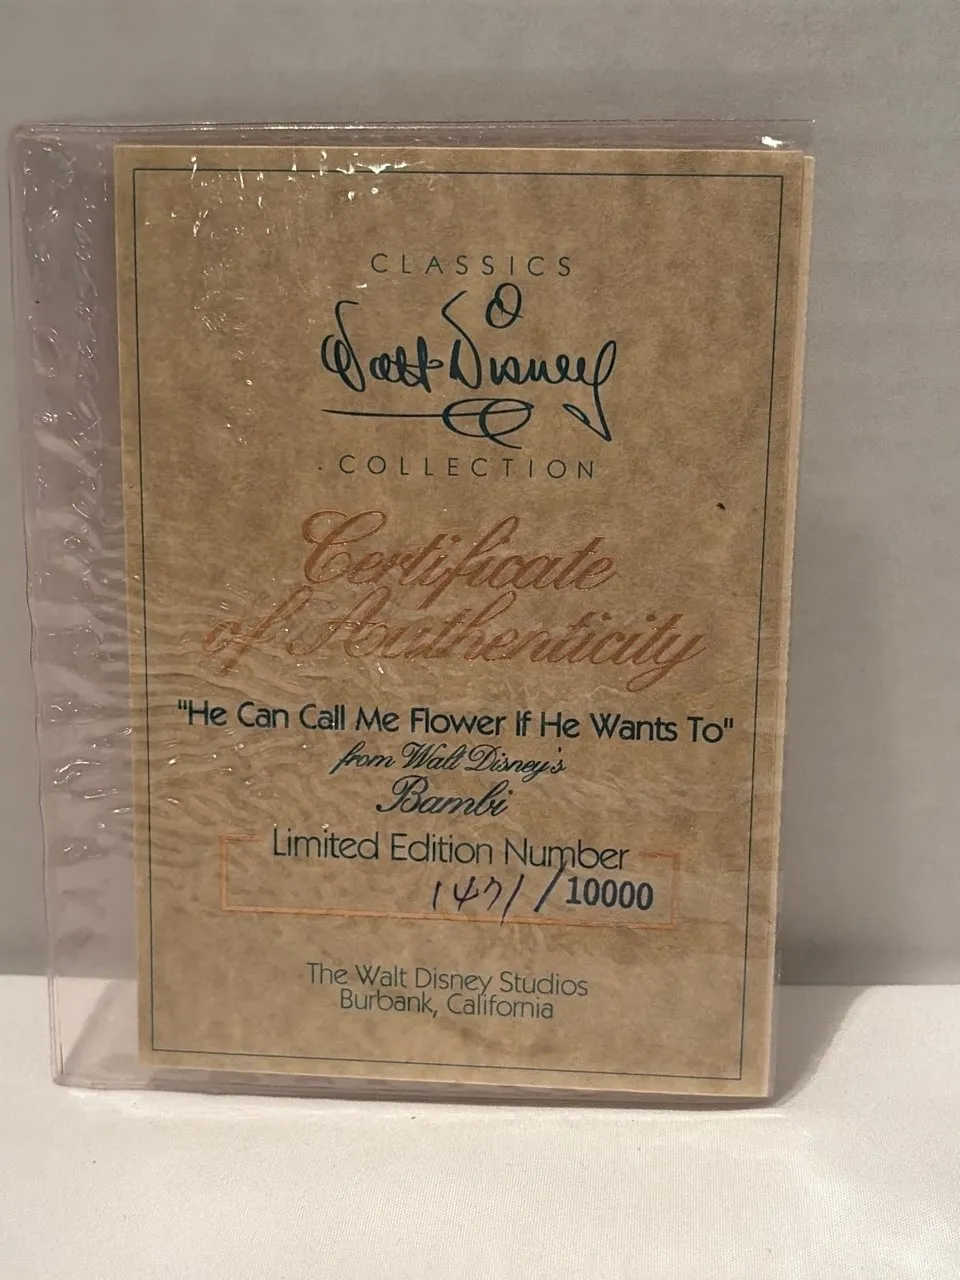 CLASSICS
Walt Disney
COLLECTION
Certificate
of Authenticity
"He Can Call Me Flower If He Wants To"
from Walt Disney's
Bambi
Limited Edition Number
1471/10000
The Walt Disney Studios
Burbank, California